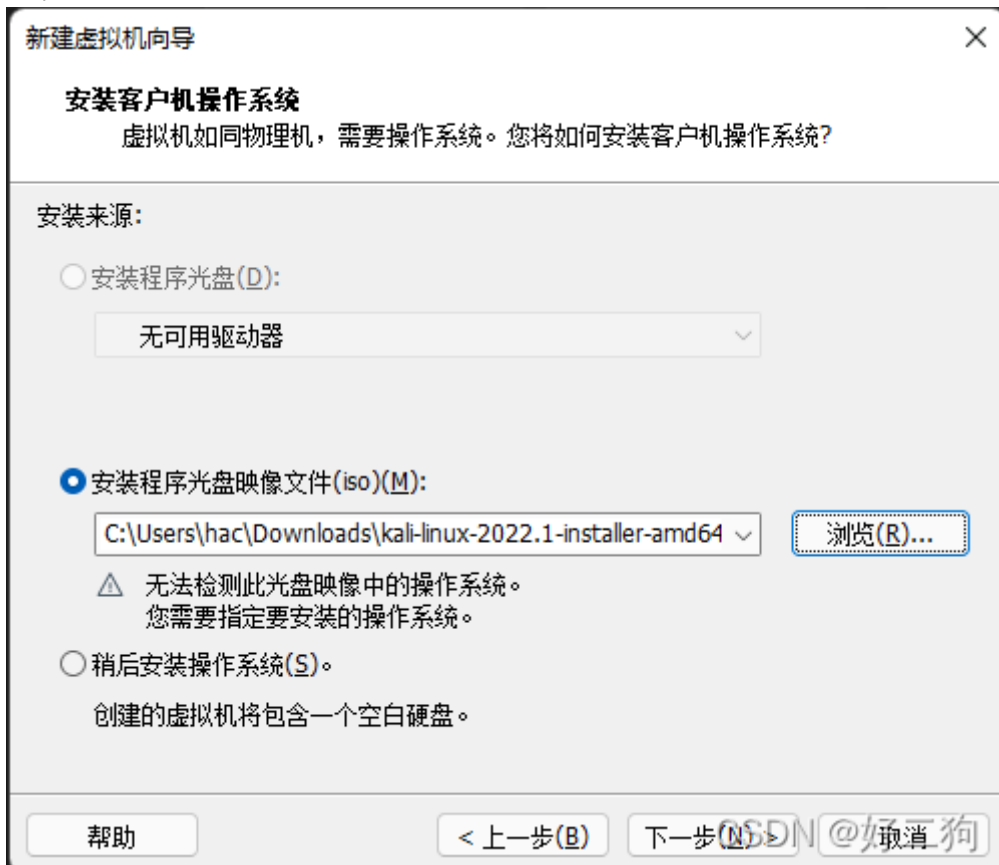 新建虚拟机向导
安装客户机操作系统
虚拟机如同物理机，需要操作系统。您将如何安装客户机操作系统?
安装来源:
安装程序光盘(D):
无可用驱动器
安装程序光盘映像文件(iso)(M):
C:\Users\hac\Downloads\kali-linux-2022.1-installer-amd64
浏览(R)...
无法检测此光盘映像中的操作系统。
您需要指定要安装的操作系统。
稍后安装操作系统(S)。
创建的虚拟机将包含一个空白硬盘。
帮助
< 上一步(B)
下一步(N) >
取消
CSDN @好二狗